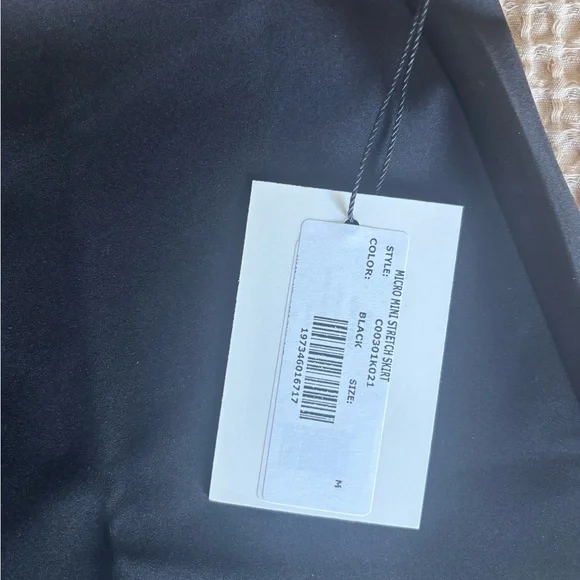 MICRO MINI STRETCH SKIRT
STYLE: C00301K021
COLOR: BLACK SIZE: M
197346016717